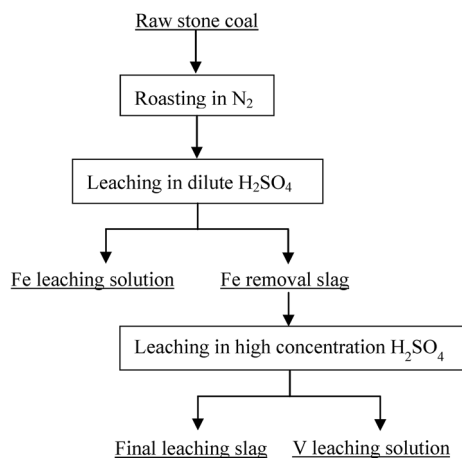 Raw stone coal
Roasting in N₂
Leaching in dilute H₂SO₄
Fe leaching solution
Fe removal slag
Leaching in high concentration H₂SO₄
Final leaching slag
V leaching solution